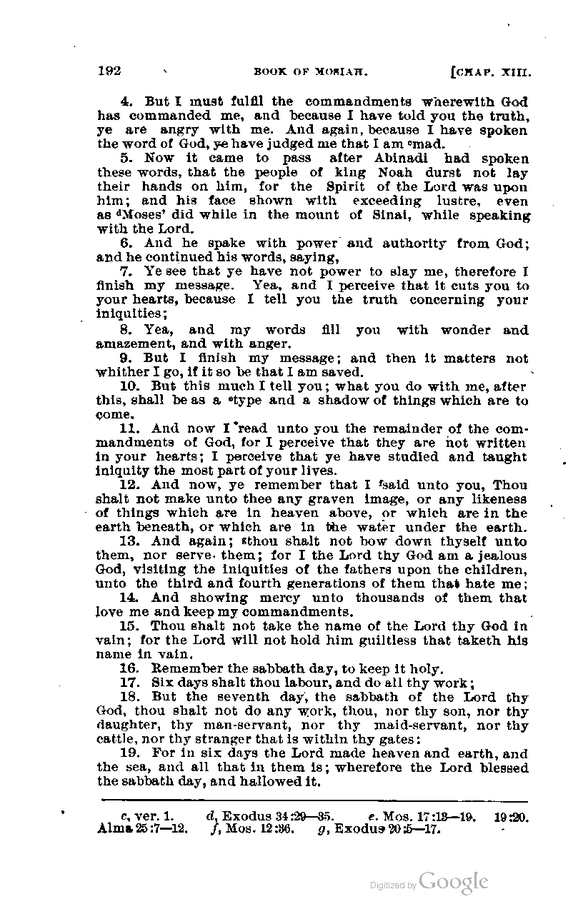 192 BOOK OF MOSIAH. [CHAP. XIII.
4. But I must fulfil the commandments wherewith God
has commanded me, and because I have told you the truth,
ye are angry with me. And again, because I have spoken
the word of God, ye have judged me that I am ᶜmad.
5. Now it came to pass after Abinadi had spoken
these words, that the people of king Noah durst not lay
their hands on him, for the Spirit of the Lord was upon
him; and his face shown with exceeding lustre, even
as ᵈMoses' did while in the mount of Sinai, while speaking
with the Lord.
6. And he spake with power and authority from God;
and he continued his words, saying,
7. Ye see that ye have not power to slay me, therefore I
finish my message. Yea, and I perceive that it cuts you to
your hearts, because I tell you the truth concerning your
iniquities;
8. Yea, and my words fill you with wonder and
amazement, and with anger.
9. But I finish my message; and then it matters not
whither I go, if it so be that I am saved.
10. But this much I tell you; what you do with me, after
this, shall be as a ᵉtype and a shadow of things which are to
come.
11. And now I read unto you the remainder of the com-
mandments of God, for I perceive that they are not written
in your hearts; I perceive that ye have studied and taught
iniquity the most part of your lives.
12. And now, ye remember that I ᶠsaid unto you, Thou
shalt not make unto thee any graven image, or any likeness
of things which are in heaven above, or which are in the
earth beneath, or which are in the water under the earth.
13. And again; ᵍthou shalt not bow down thyself unto
them, nor serve them; for I the Lord thy God am a jealous
God, visiting the iniquities of the fathers upon the children,
unto the third and fourth generations of them that hate me;
14. And showing mercy unto thousands of them that
love me and keep my commandments.
15. Thou shalt not take the name of the Lord thy God in
vain; for the Lord will not hold him guiltless that taketh his
name in vain.
16. Remember the sabbath day, to keep it holy.
17. Six days shalt thou labour, and do all thy work;
18. But the seventh day, the sabbath of the Lord thy
God, thou shalt not do any work, thou, nor thy son, nor thy
daughter, thy man-servant, nor thy maid-servant, nor thy
cattle, nor thy stranger that is within thy gates:
19. For in six days the Lord made heaven and earth, and
the sea, and all that in them is; wherefore the Lord blessed
the sabbath day, and hallowed it.
c, ver. 1. d, Exodus 34:29—35. e. Mos. 17:13—19. 19:20.
Alma 25:7—12. f, Mos. 12:36. g, Exodus 20:5—17.
Digitized by Google